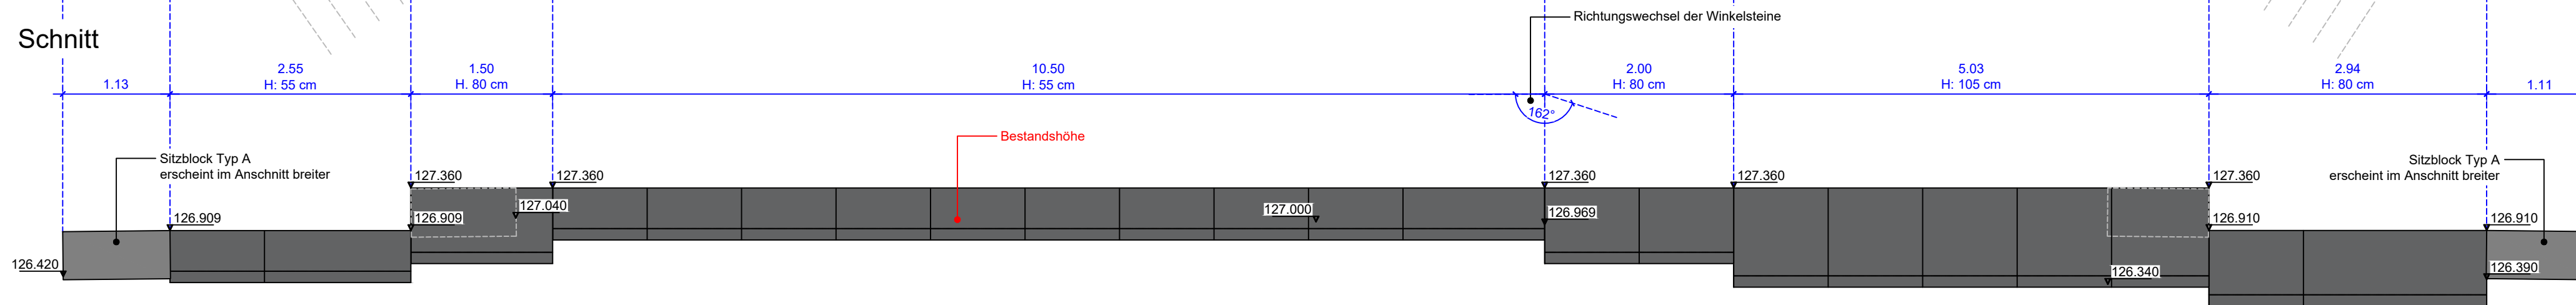 Richtungswechsel der Winkelsteine
Schnitt
1.13
2.55
H: 55 cm
1.50
H. 80 cm
10.50
H: 55 cm
2.00
H: 80 cm
5.03
H: 105 cm
2.94
H: 80 cm
1.11
162°
Bestandshöhe
Sitzblock Typ A
erscheint im Anschnitt breiter
Sitzblock Typ A
erscheint im Anschnitt breiter
127.360
127.360
127.360
127.360
127.360
126.909
126.909
127.040
127.000
126.969
126.910
126.910
126.420
126.340
126.390